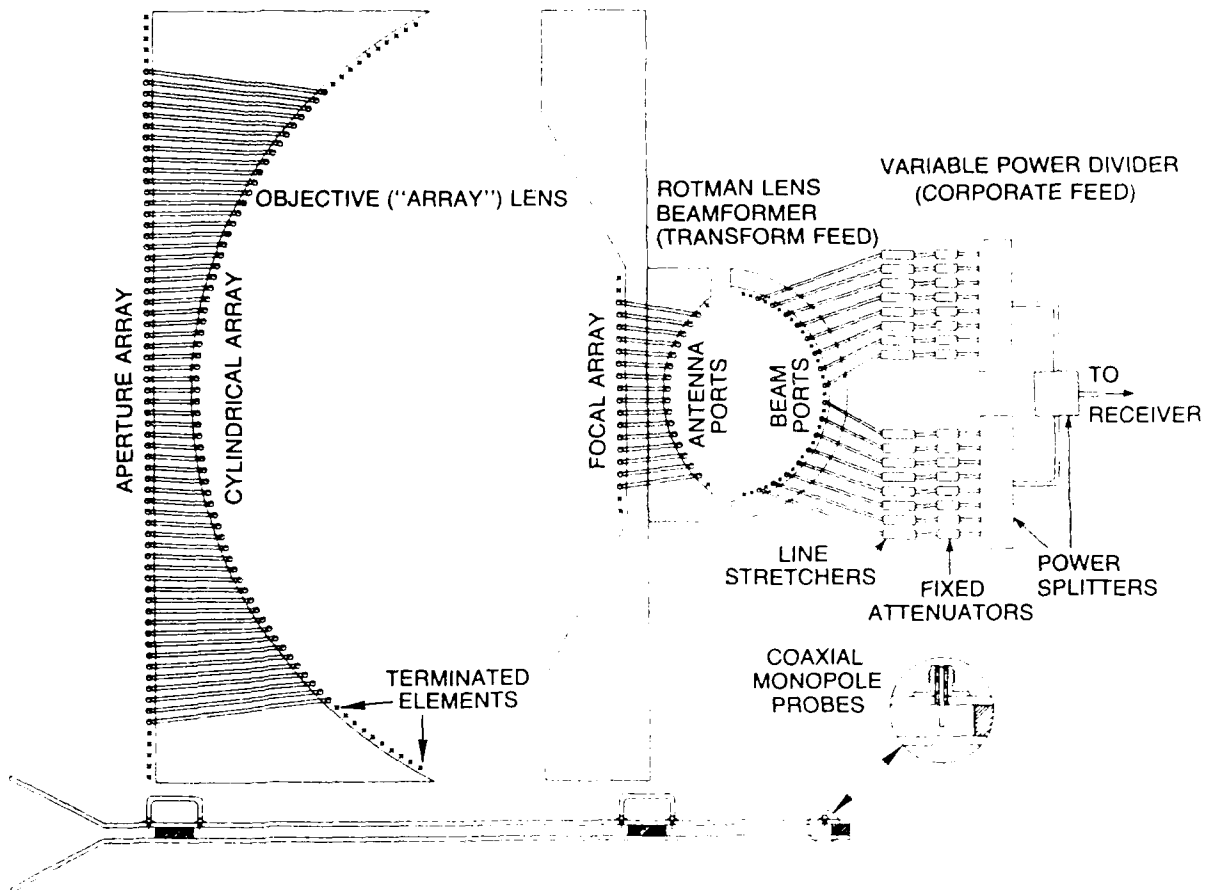 VARIABLE POWER DIVIDER
(CORPORATE FEED)
ROTMAN LENS
BEAMFORMER
(TRANSFORM FEED)
OBJECTIVE ("ARRAY") LENS
APERTURE ARRAY
CYLINDRICAL ARRAY
FOCAL ARRAY
ANTENNA
PORTS
BEAM
PORTS
TO
RECEIVER
LINE
STRETCHERS
FIXED
ATTENUATORS
POWER
SPLITTERS
TERMINATED
ELEMENTS
COAXIAL
MONOPOLE
PROBES